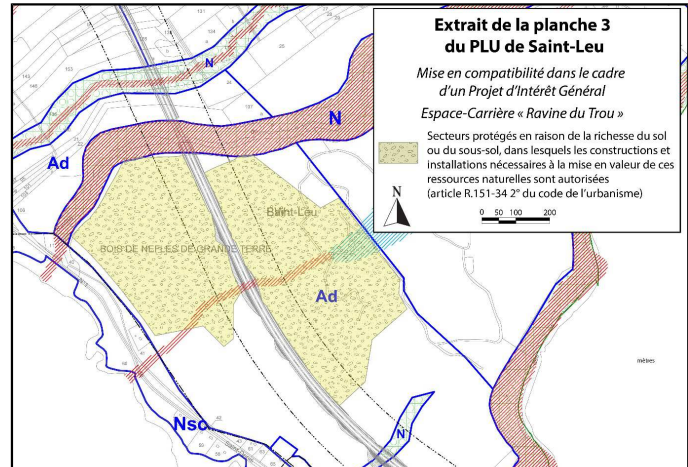 Extrait de la planche 3
du PLU de Saint-Leu
Mise en compatibilité dans le cadre
d'un Projet d'Intérêt Général
Espace-Carrière « Ravine du Trou »
Secteurs protégés en raison de la richesse du sol
ou du sous-sol, dans lesquels les constructions et
installations nécessaires à la mise en valeur de ces
ressources naturelles sont autorisées
(article R.151-34 2° du code de l'urbanisme)
N
0 50 100 200
N
N
Ad
Saint-Leu
BOIS DE NEFLES DE GRANDE TERRE
Ad
mètres
Nsc
N